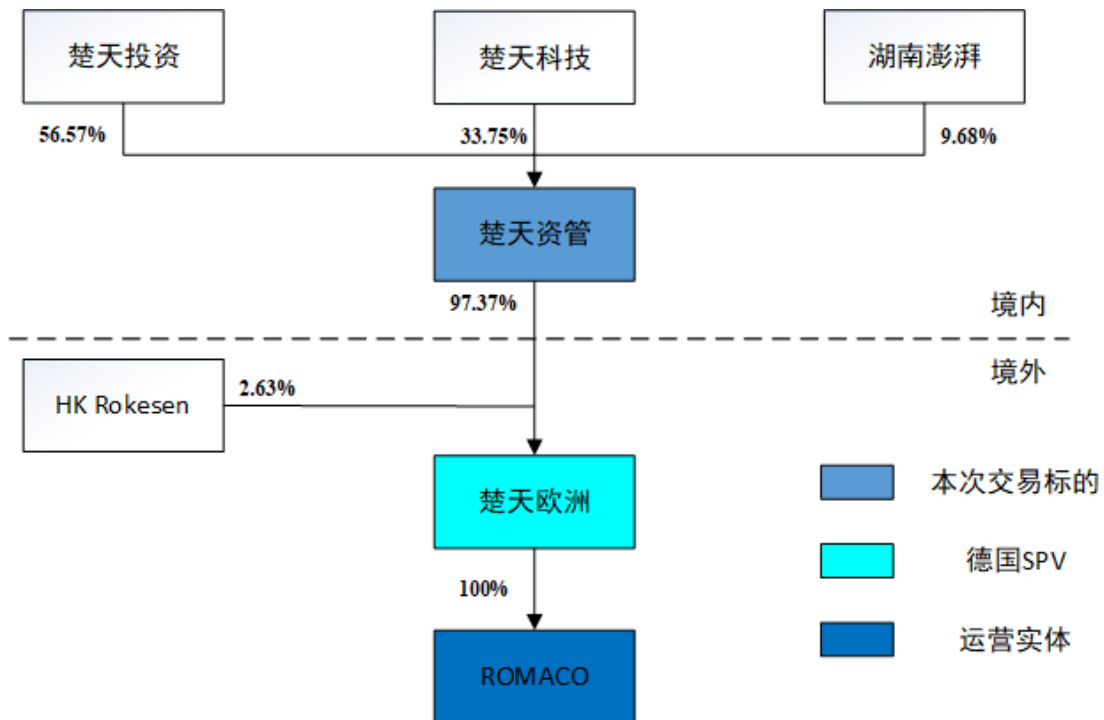 楚天投资
楚天科技
湖南澎湃
56.57%
33.75%
9.68%
楚天资管
97.37%
境内
境外
HK Rokesen
2.63%
楚天欧洲
本次交易标的
德国SPV
100%
运营实体
ROMACO